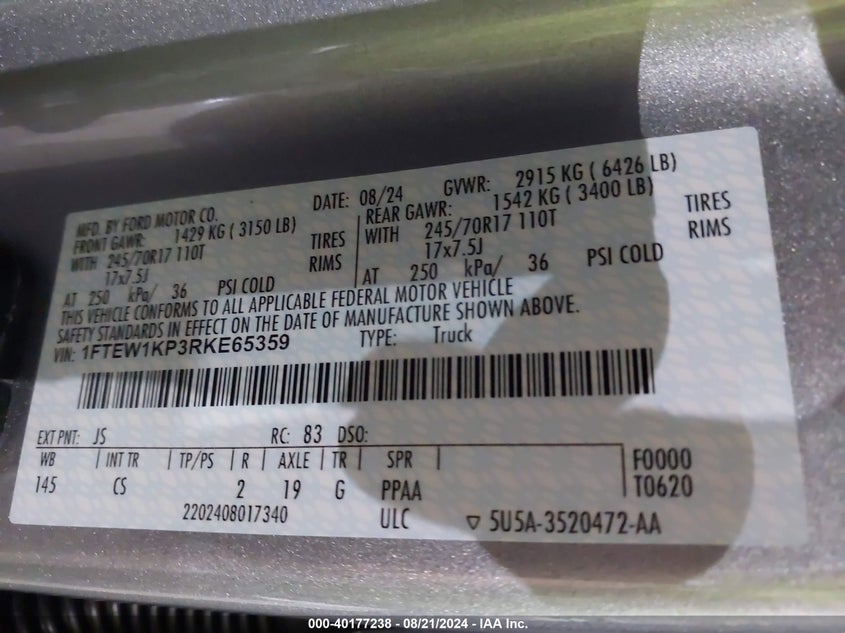 MFD. BY FORD MOTOR CO. DATE: 08/24 GVWR: 2915 KG ( 6426 LB)
FRONT GAWR: 1429 KG ( 3150 LB) REAR GAWR: 1542 KG ( 3400 LB)
WITH 245/70R17 110T TIRES WITH 245/70R17 110T TIRES
17x7.5J RIMS 17x7.5J RIMS
AT 250 kPa/ 36 PSI COLD AT 250 kPa/ 36 PSI COLD
THIS VEHICLE CONFORMS TO ALL APPLICABLE FEDERAL MOTOR VEHICLE
SAFETY STANDARDS IN EFFECT ON THE DATE OF MANUFACTURE SHOWN ABOVE.
VIN: 1FTEW1KP3RKE65359 TYPE: Truck
EXT PNT: JS RC: 83 DSO:
WB INT TR TP/PS R AXLE TR SPR F0000
145 CS 2 19 G PPAA T0620
2202408017340 ULC ▽ 5U5A-3520472-AA
000-40177238 - 08/21/2024 - IAA Inc.